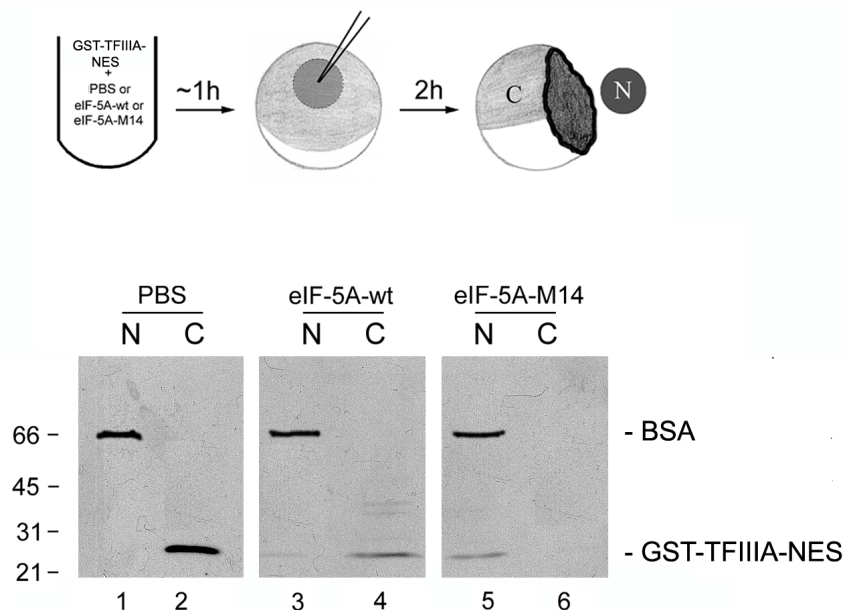 GST-TFIIIA-
NES
+
PBS or
eIF-5A-wt or
eIF-5A-M14
~1h
2h
C
N
PBS
eIF-5A-wt
eIF-5A-M14
N C
N C
N C
66
45
31
21
- BSA
- GST-TFIIIA-NES
1 2 3 4 5 6